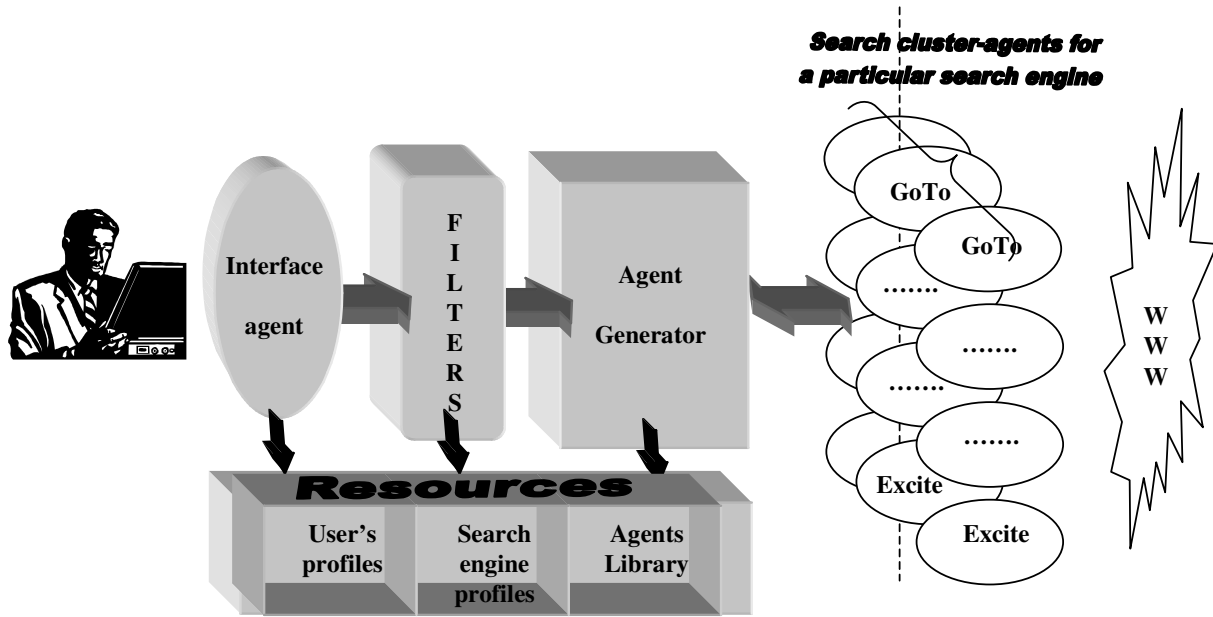 Search cluster-agents for
a particular search engine
Interface
agent
F
I
L
T
E
R
S
Agent
Generator
GoTo
GoTo
…….
…….
…….
…….
Excite
Excite
W
W
W
Resources
User's
profiles
Search
engine
profiles
Agents
Library